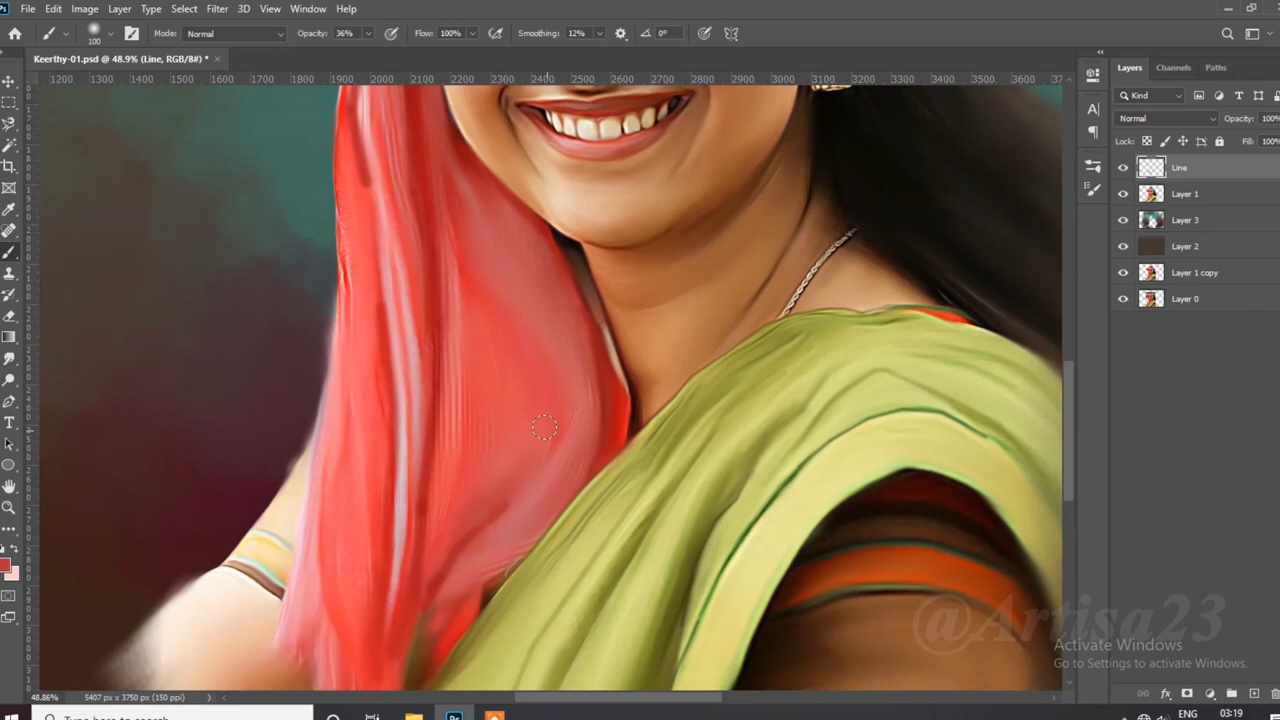 File Edit Image Layer Type Select Filter 3D View Window Help
100 Mode: Normal Opacity: 36% Flow: 100% Smoothing: 12% 0°
Keerthy-01.psd @ 48.9% (Line, RGB/8#) * ×
1200 1300 1400 1500 1600 1700 1800 1900 2000 2100 2200 2300 2400 2500 2600 2700 2800 2900 3000 3100 3200 3300 3400 3500 3600
Layers Channels Paths
Kind
Normal Opacity: 100%
Lock: Fill: 100%
Line
Layer 1
Layer 3
Layer 2
Layer 1 copy
Layer 0
@Artisa23
Activate Windows
Go to Settings to activate Windows.
48.86% 5407 px x 3750 px (150 ppi)
Type here to search
ENG 03:19